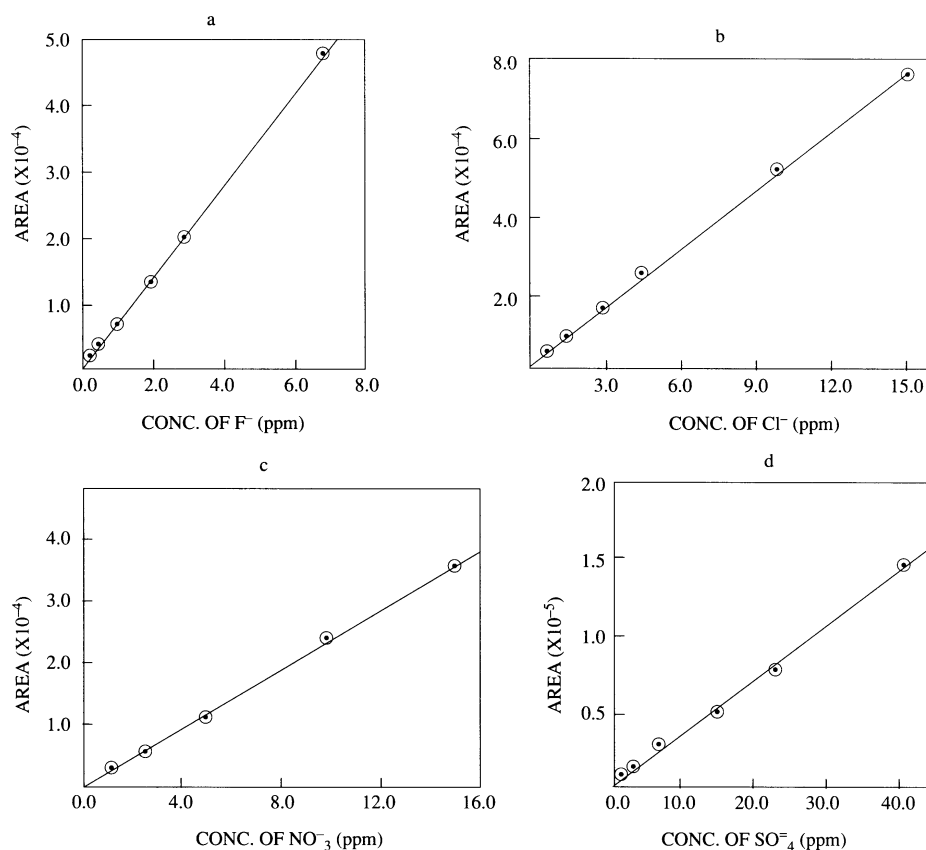 a
5.0
4.0
3.0
2.0
1.0
AREA (X10⁻⁴)
0.0 2.0 4.0 6.0 8.0
CONC. OF F⁻ (ppm)
b
8.0
6.0
4.0
2.0
AREA (X10⁻⁴)
3.0 6.0 9.0 12.0 15.0
CONC. OF Cl⁻ (ppm)
c
4.0
3.0
2.0
1.0
AREA (X10⁻⁴)
0.0 4.0 8.0 12.0 16.0
CONC. OF NO⁻₃ (ppm)
d
2.0
1.5
1.0
0.5
AREA (X10⁻⁵)
0.0 10.0 20.0 30.0 40.0
CONC. OF SO⁼₄ (ppm)